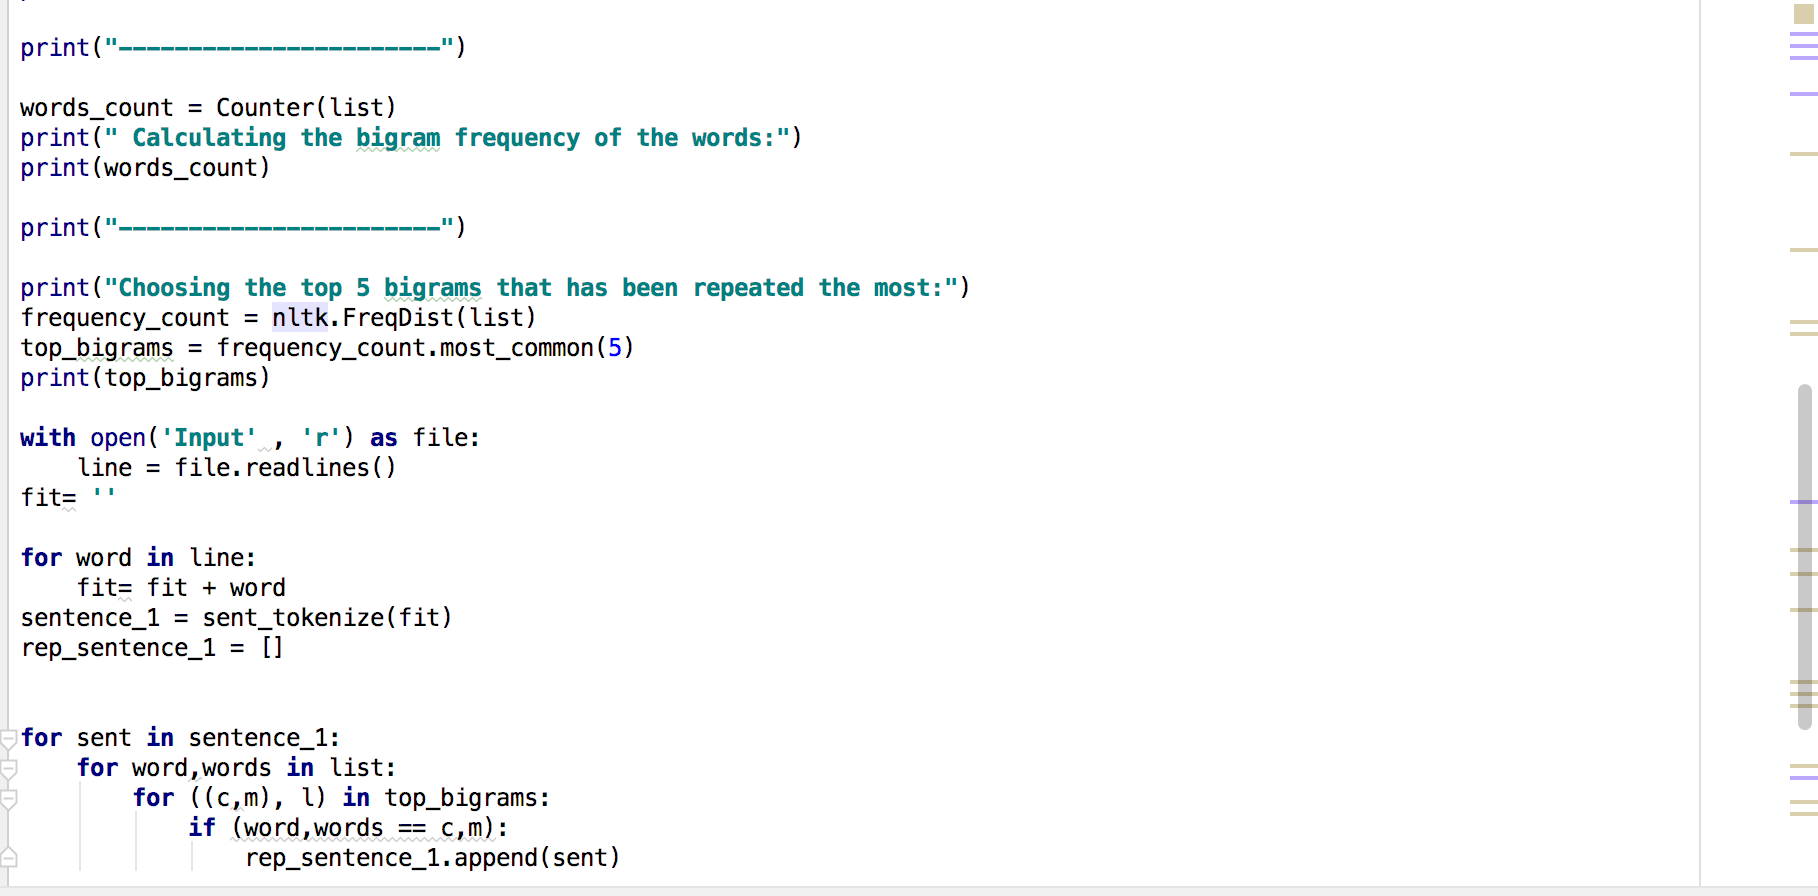 print("-----------------------")
words_count = Counter(list)
print(" Calculating the bigram frequency of the words:")
print(words_count)
print("-----------------------")
print("Choosing the top 5 bigrams that has been repeated the most:")
frequency_count = nltk.FreqDist(list)
top_bigrams = frequency_count.most_common(5)
print(top_bigrams)
with open('Input' , 'r') as file:
    line = file.readlines()
fit= ''
for word in line:
    fit= fit + word
sentence_1 = sent_tokenize(fit)
rep_sentence_1 = []
for sent in sentence_1:
    for word,words in list:
        for ((c,m), l) in top_bigrams:
            if (word,words == c,m):
                rep_sentence_1.append(sent)